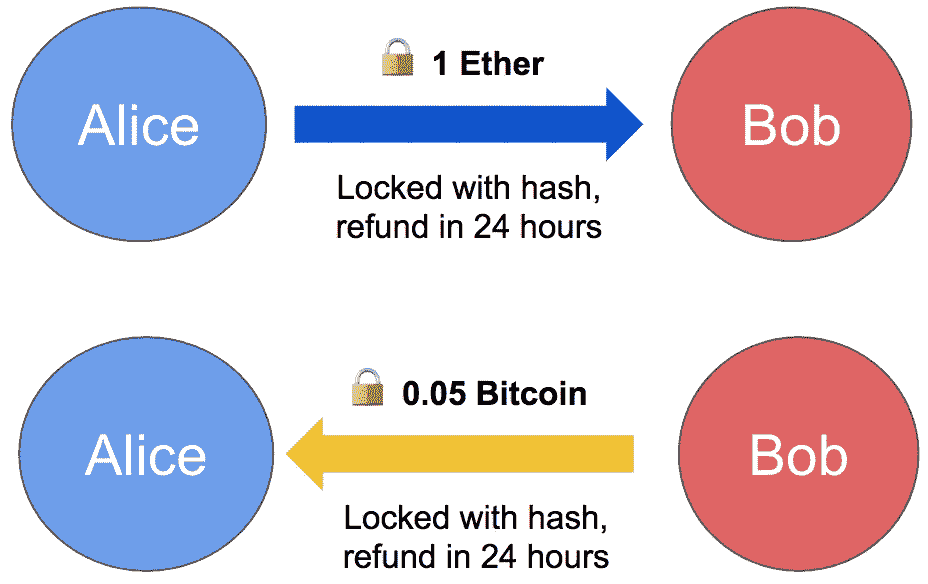 Alice
🔒 1 Ether
Locked with hash,
refund in 24 hours
Bob
Alice
🔒 0.05 Bitcoin
Locked with hash,
refund in 24 hours
Bob